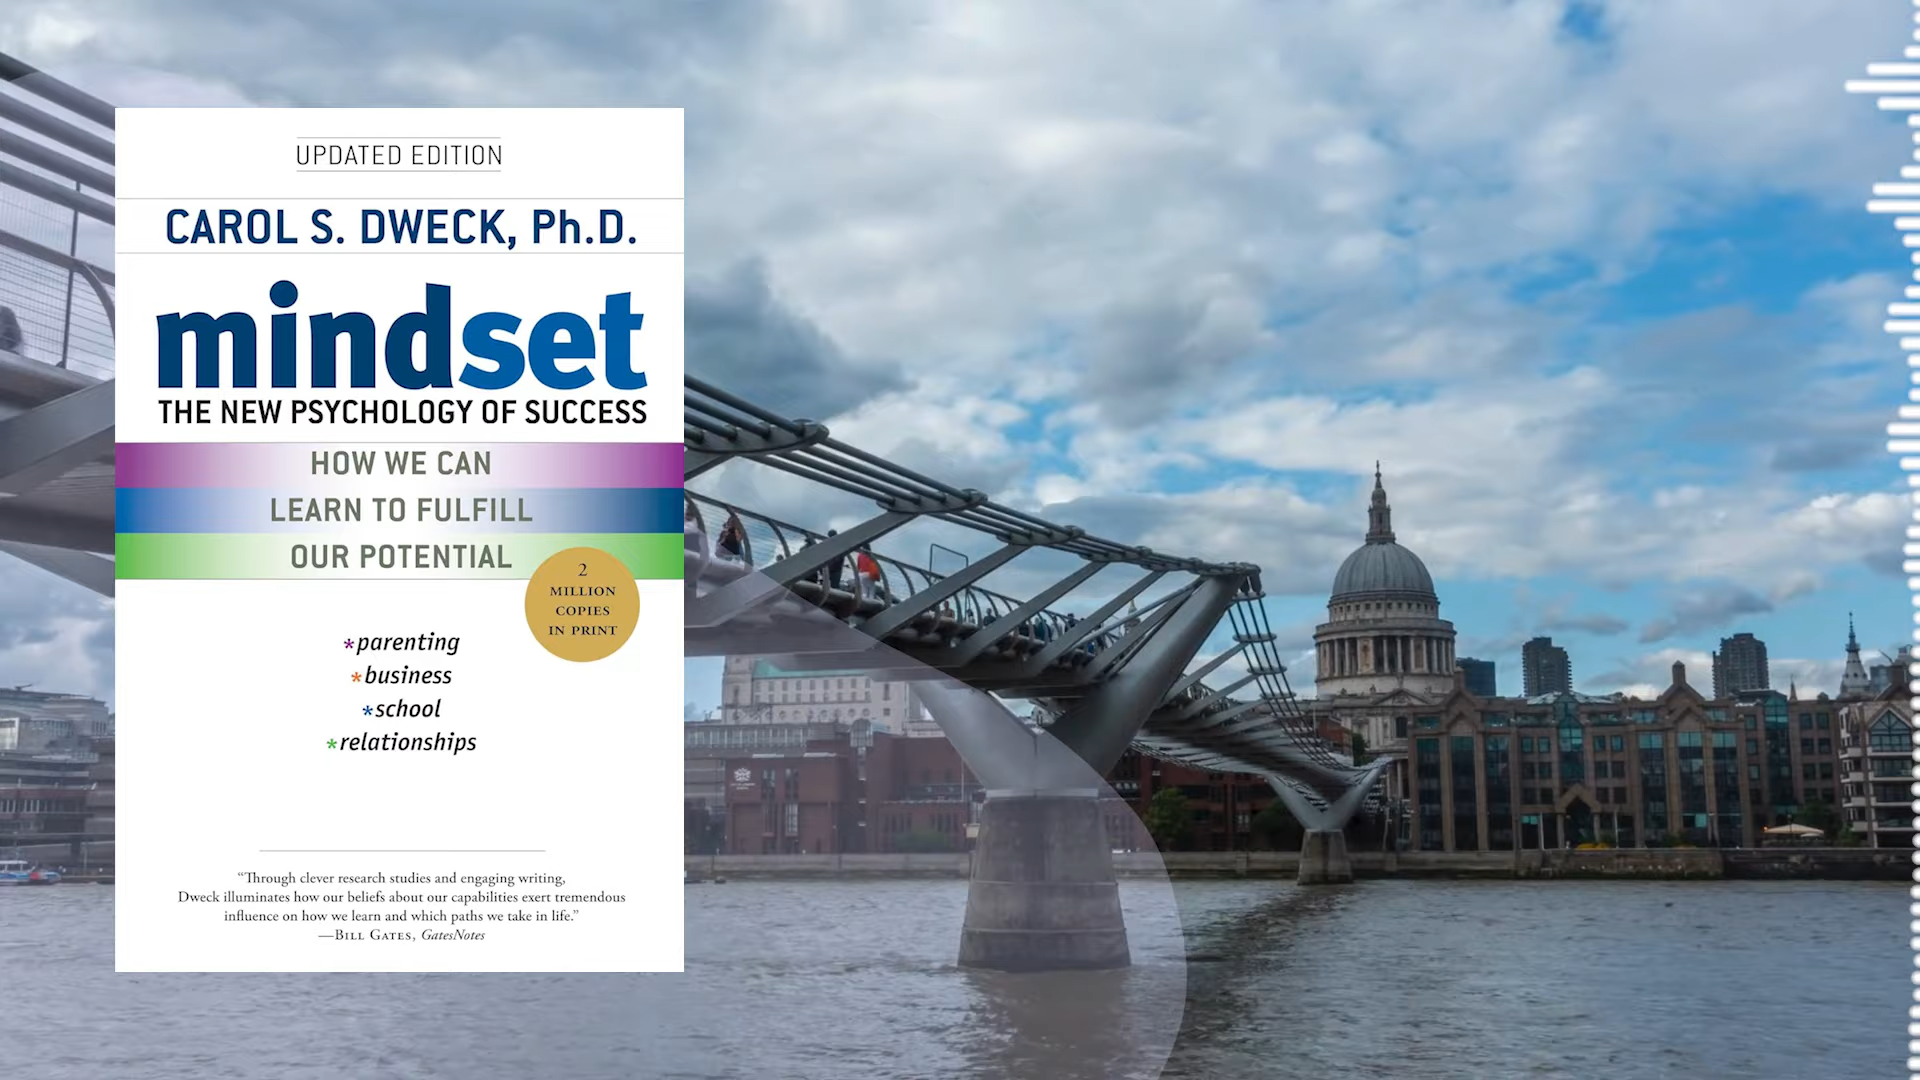 UPDATED EDITION
CAROL S. DWECK, Ph.D.
mindset
THE NEW PSYCHOLOGY OF SUCCESS
HOW WE CAN
LEARN TO FULFILL
OUR POTENTIAL
2
MILLION
COPIES
IN PRINT
*parenting
*business
*school
*relationships
“Through clever research studies and engaging writing,
Dweck illuminates how our beliefs about our capabilities exert tremendous
influence on how we learn and which paths we take in life.”
—BILL GATES, GatesNotes